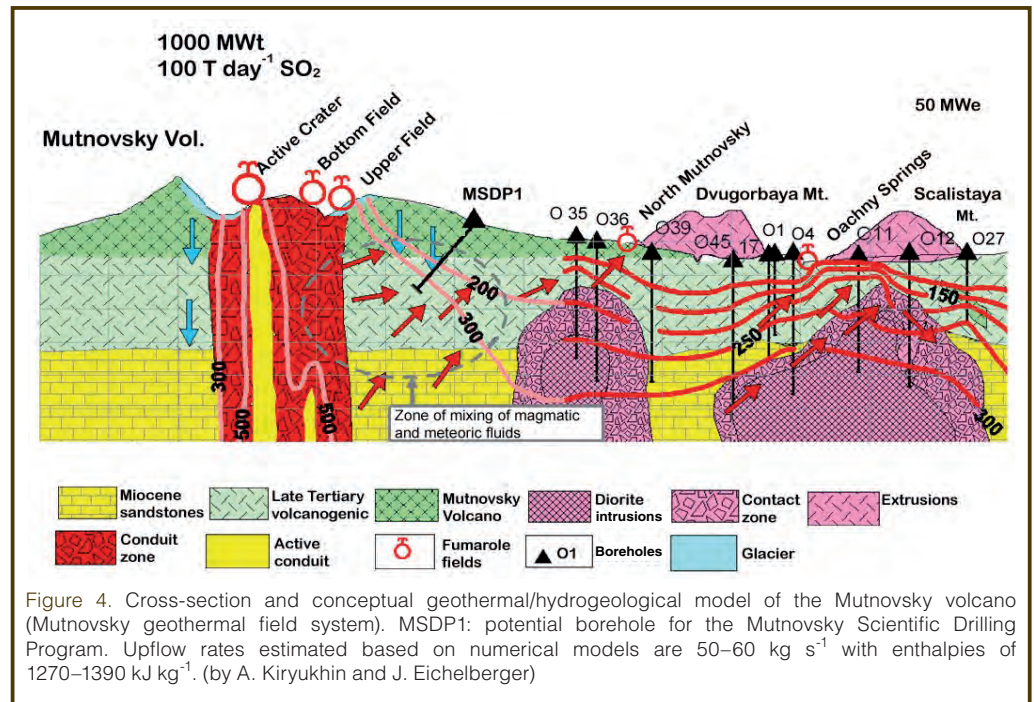 1000 MWt
100 T day⁻¹ SO₂
50 MWe
Mutnovsky Vol.
Active Crater
Bottom Field
Upper Field
MSDP1
O 35
O36
North Mutnovsky
O39
Dvugorbaya Mt.
O45
17
O1
O4
Oachny Springs
O11
Scalistaya
Mt.
O12
O27
300
500
500
200
300
250
150
300
Zone of mixing of magmatic
and meteoric fluids
Miocene
sandstones
Late Tertiary
volcanogenic
Mutnovsky
Volcano
Diorite
intrusions
Contact
zone
Extrusions
Conduit
zone
Active
conduit
Fumarole
fields
O1
Boreholes
Glacier
Figure 4. Cross-section and conceptual geothermal/hydrogeological model of the Mutnovsky volcano
(Mutnovsky geothermal field system). MSDP1: potential borehole for the Mutnovsky Scientific Drilling
Program. Upflow rates estimated based on numerical models are 50–60 kg s⁻¹ with enthalpies of
1270–1390 kJ kg⁻¹. (by A. Kiryukhin and J. Eichelberger)